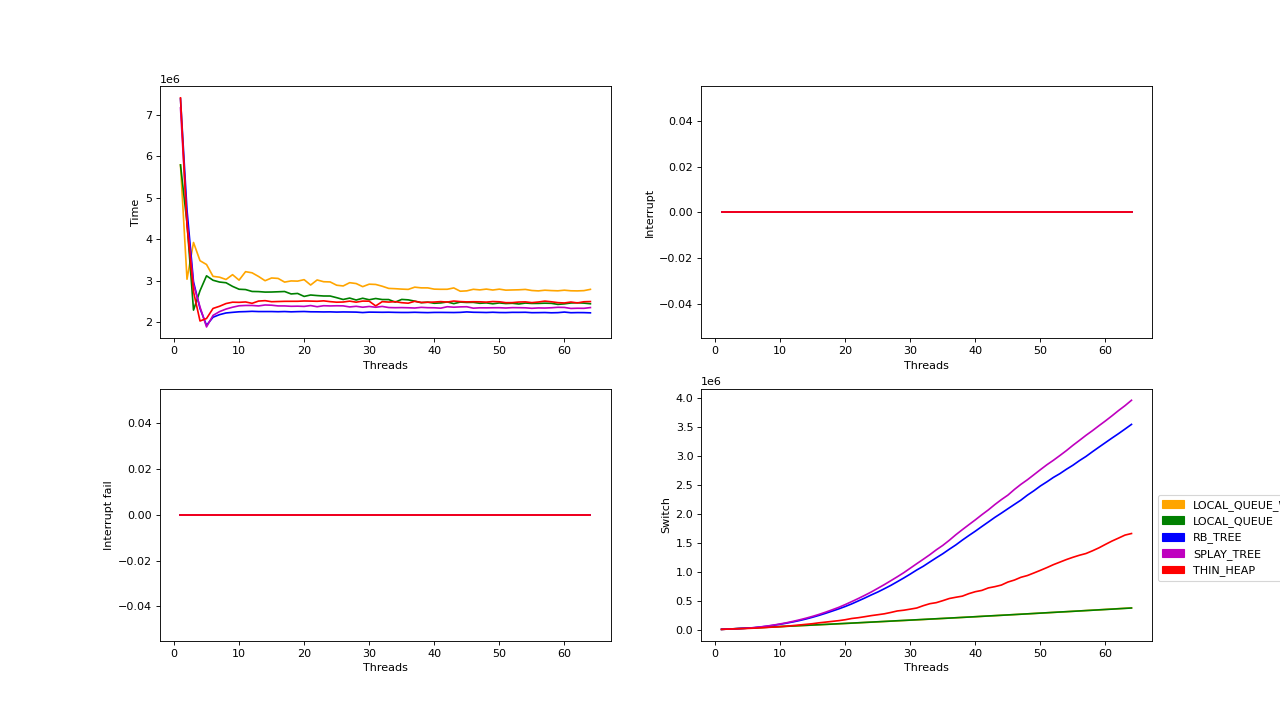 1e6
7
6
5
4
3
2
Time
0 10 20 30 40 50 60
Threads
0.04
0.02
0.00
−0.02
−0.04
Interrupt
0 10 20 30 40 50 60
Threads
0.04
0.02
0.00
−0.02
−0.04
Interrupt fail
0 10 20 30 40 50 60
Threads
1e6
4.0
3.5
3.0
2.5
2.0
1.5
1.0
0.5
0.0
Switch
0 10 20 30 40 50 60
Threads
LOCAL_QUEUE_
LOCAL_QUEUE
RB_TREE
SPLAY_TREE
THIN_HEAP